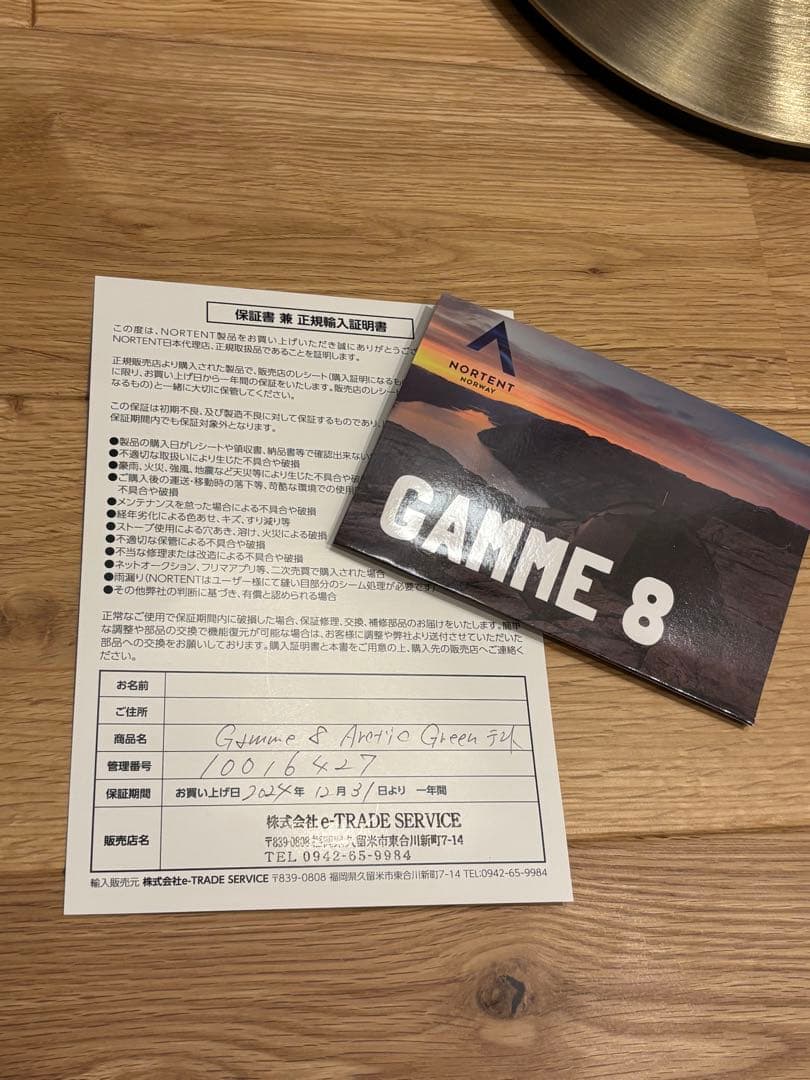 保証書 兼 正規輸入証明書
この度は、NORTENT製品をお買い上げいただき誠にありがとうござ
NORTENT日本代理店、正規取扱品であることを証明します。
正規販売店より購入された製品で、販売店のレシート(購入証明になるもの
に限り、お買い上げ日から一年間の保証をいたします。販売店のレシ
なるもの)と一緒に大切に保管してください。
この保証は初期不良、及び製造不良に対して保証するものであり、
保証期間内でも保証対象外となります。
●製品の購入日がレシートや領収書、納品書等で確認出来ない
●不適切な取扱いにより生じた不具合や破損
●豪雨、火災、強風、地震など天災等により生じた不具合や破
●ご購入後の運送・移動時の落下等、苛酷な環境での使用
不具合や破損
●メンテナンスを怠った場合による不具合や破損
●経年劣化による色あせ、キズ、すり減り等
●ストーブ使用による穴あき、溶け、火災による破損
●不適切な保管による不具合や破損
●不当な修理または改造による不具合や破損
●ネットオークション、フリマアプリ等、二次売買で購入された場合
●雨漏り(NORTENTはユーザー様にて縫い目部分のシーム処理が必要です)
●その他弊社の判断に基づき、有償と認められる場合
正常なご使用で保証期間内に破損した場合、保証修理、交換、補修部品のお届けをいたします。簡単
な調整や部品の交換で機能復元が可能な場合は、お客様に調整や弊社より送付させていただいた
部品への交換をお願いしております。購入証明書と本書をご用意の上、購入先の販売店へご連絡く
ださい。
お名前
ご住所
商品名 Gamme 8 Arctic Green テント
管理番号 10016427
保証期間 お買い上げ日 2024年 12月 31日より 一年間
販売店名
株式会社 e-TRADE SERVICE
〒839-0808 福岡県久留米市東合川新町7-14
TEL 0942-65-9984
輸入販売元 株式会社e-TRADE SERVICE 〒839-0808 福岡県久留米市東合川新町7-14 TEL:0942-65-9984
NORTENT
NORWAY
GAMME 8